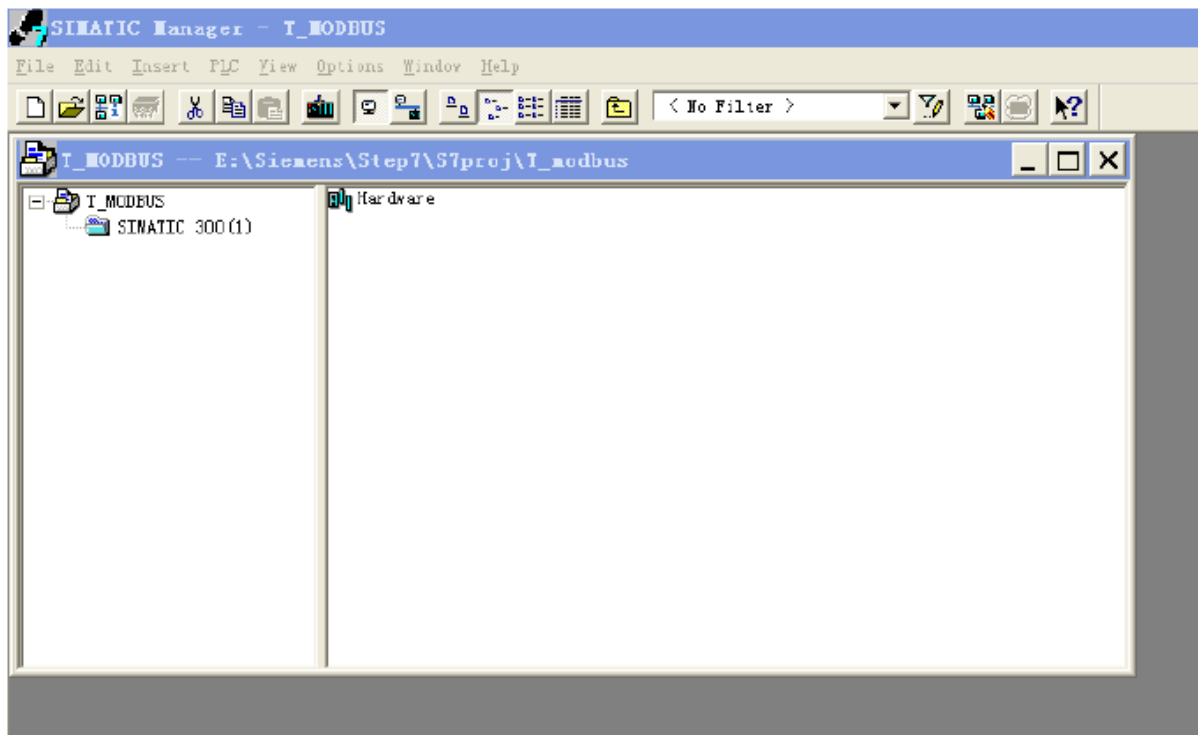 SIMATIC Manager - T_MODBUS
File Edit Insert PLC View Options Window Help
< No Filter >
T_MODBUS -- E:\Siemens\Step7\S7proj\T_modbus
T_MODBUS
Hardware
SIMATIC 300(1)